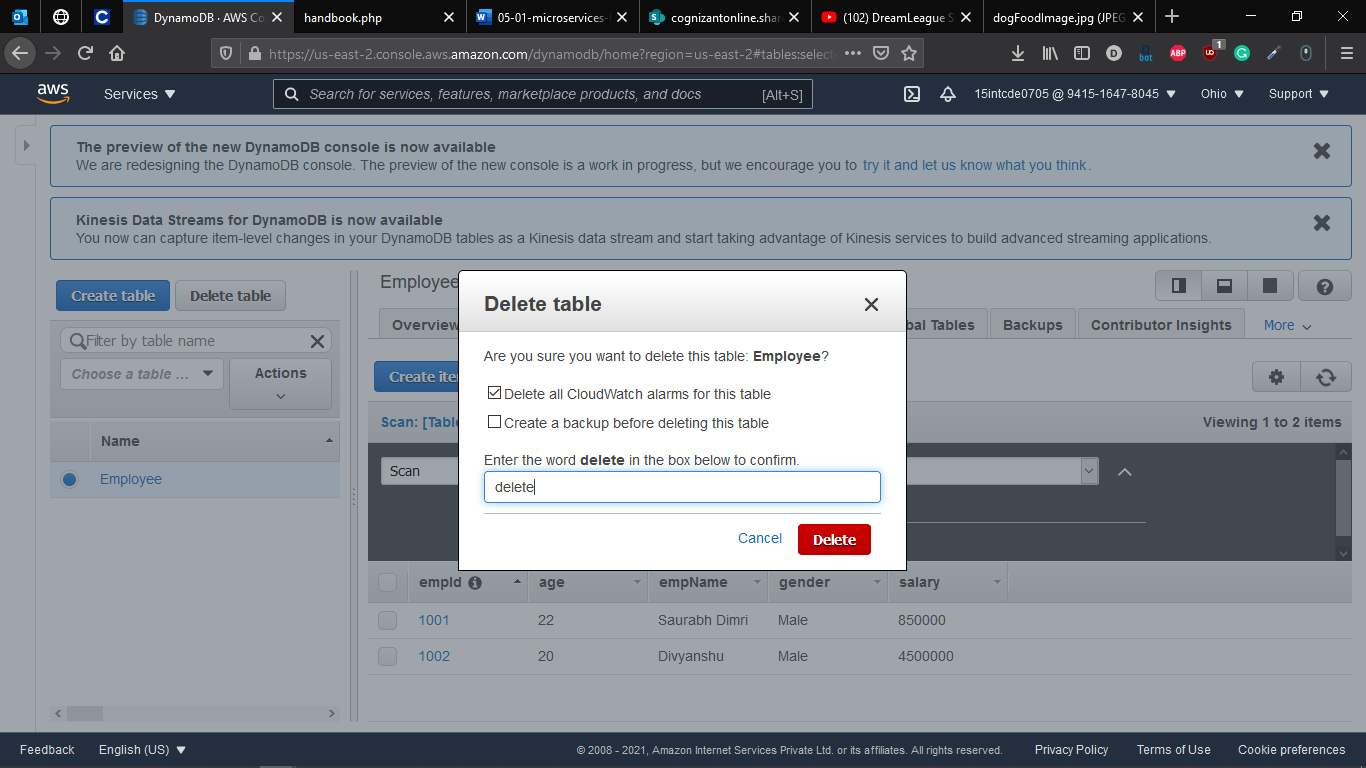 DynamoDB · AWS Co
handbook.php
05-01-microservices-
cognizantonline.shar
(102) DreamLeague S
dogFoodImage.jpg (JPEG
https://us-east-2.console.aws.amazon.com/dynamodb/home?region=us-east-2#tables:select
aws
Services
Search for services, features, marketplace products, and docs
[Alt+S]
15intcde0705 @ 9415-1647-8045
Ohio
Support
The preview of the new DynamoDB console is now available
We are redesigning the DynamoDB console. The preview of the new console is a work in progress, but we encourage you to try it and let us know what you think.
Kinesis Data Streams for DynamoDB is now available
You now can capture item-level changes in your DynamoDB tables as a Kinesis data stream and start taking advantage of Kinesis services to build advanced streaming applications.
Create table
Delete table
Filter by table name
Choose a table ...
Actions
Name
Employee
Employee
Overview
bal Tables
Backups
Contributor Insights
More
Create ite
Scan: [Table
Viewing 1 to 2 items
Scan
Delete table
Are you sure you want to delete this table: Employee?
Delete all CloudWatch alarms for this table
Create a backup before deleting this table
Enter the word delete in the box below to confirm.
delete
Cancel
Delete
empId age empName gender salary
1001 22 Saurabh Dimri Male 850000
1002 20 Divyanshu Male 4500000
Feedback
English (US)
© 2008 - 2021, Amazon Internet Services Private Ltd. or its affiliates. All rights reserved.
Privacy Policy
Terms of Use
Cookie preferences